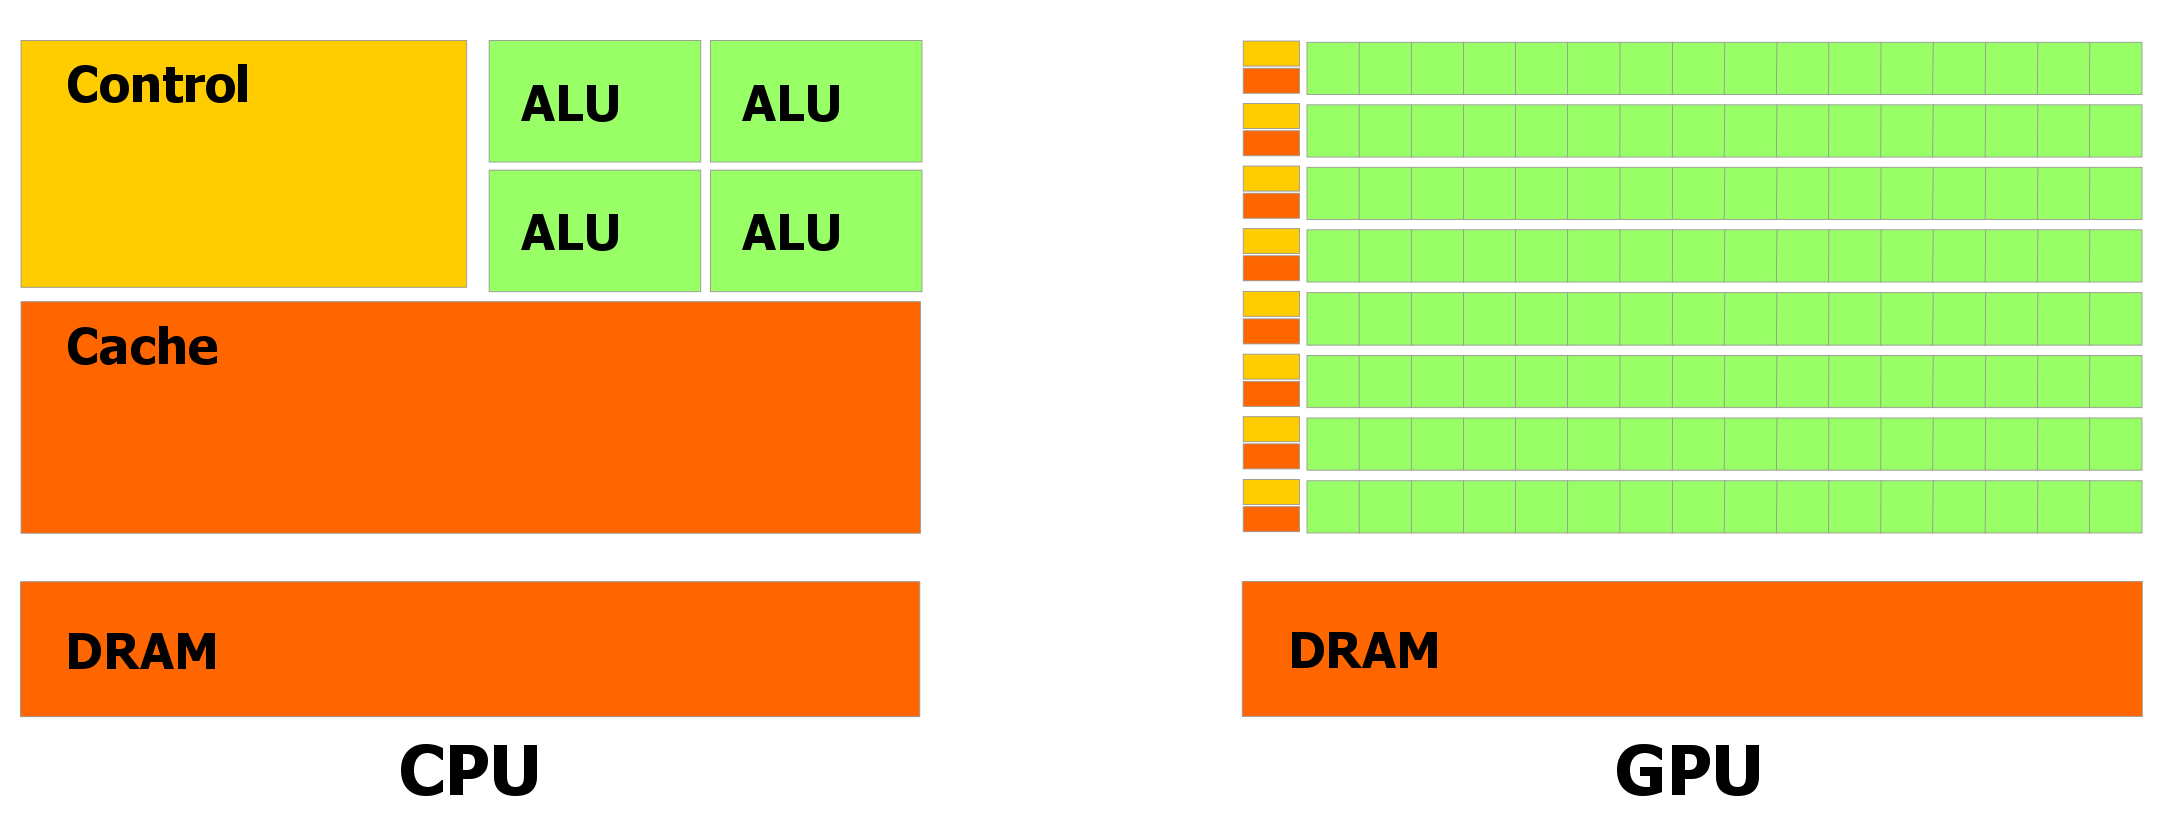 Control
ALU ALU
ALU ALU
Cache
DRAM
CPU
DRAM
GPU